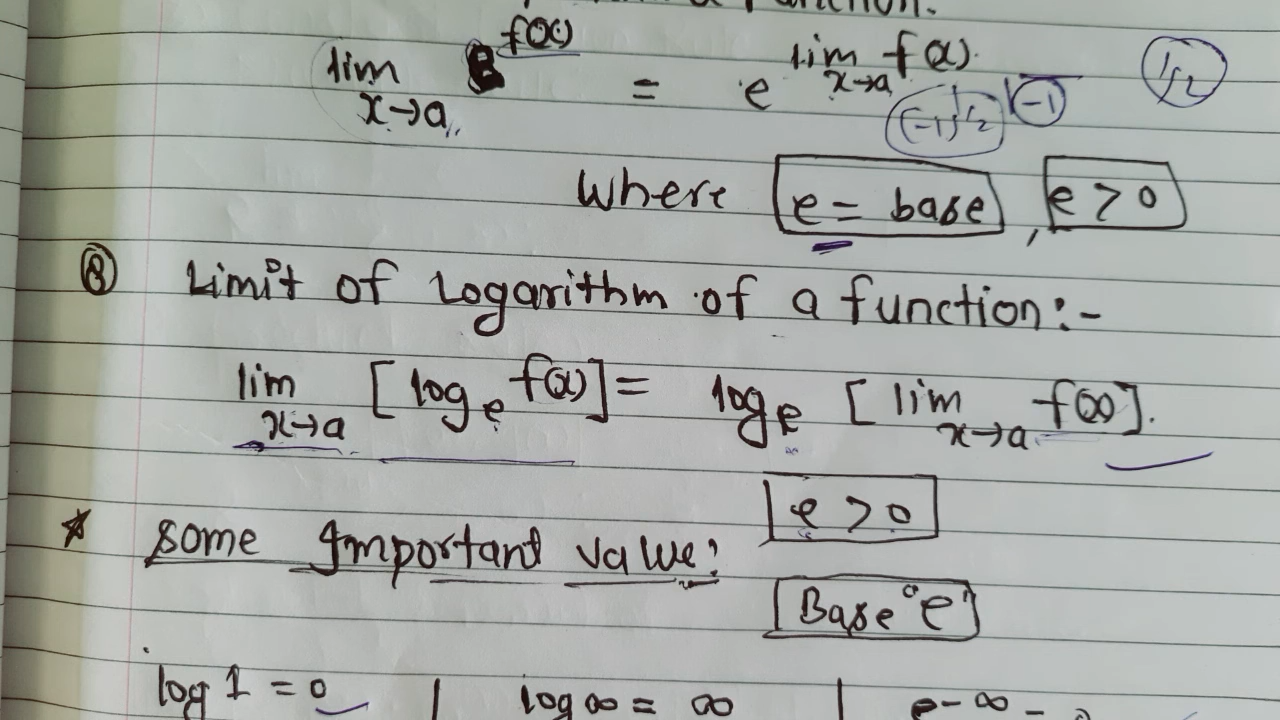 a function.
lim x→a e^f(x) = e^lim x→a f(x).
1/2
(-1)^1/2 √-1
Where e = base, e > 0
⑧ Limit of Logarithm of a function:-
lim x→a [log_e f(x)] = log_e [lim x→a f(x)].
e > 0
* Some Important value:
Base "e"
log 1 = 0 | log ∞ = ∞ | e^-∞ =